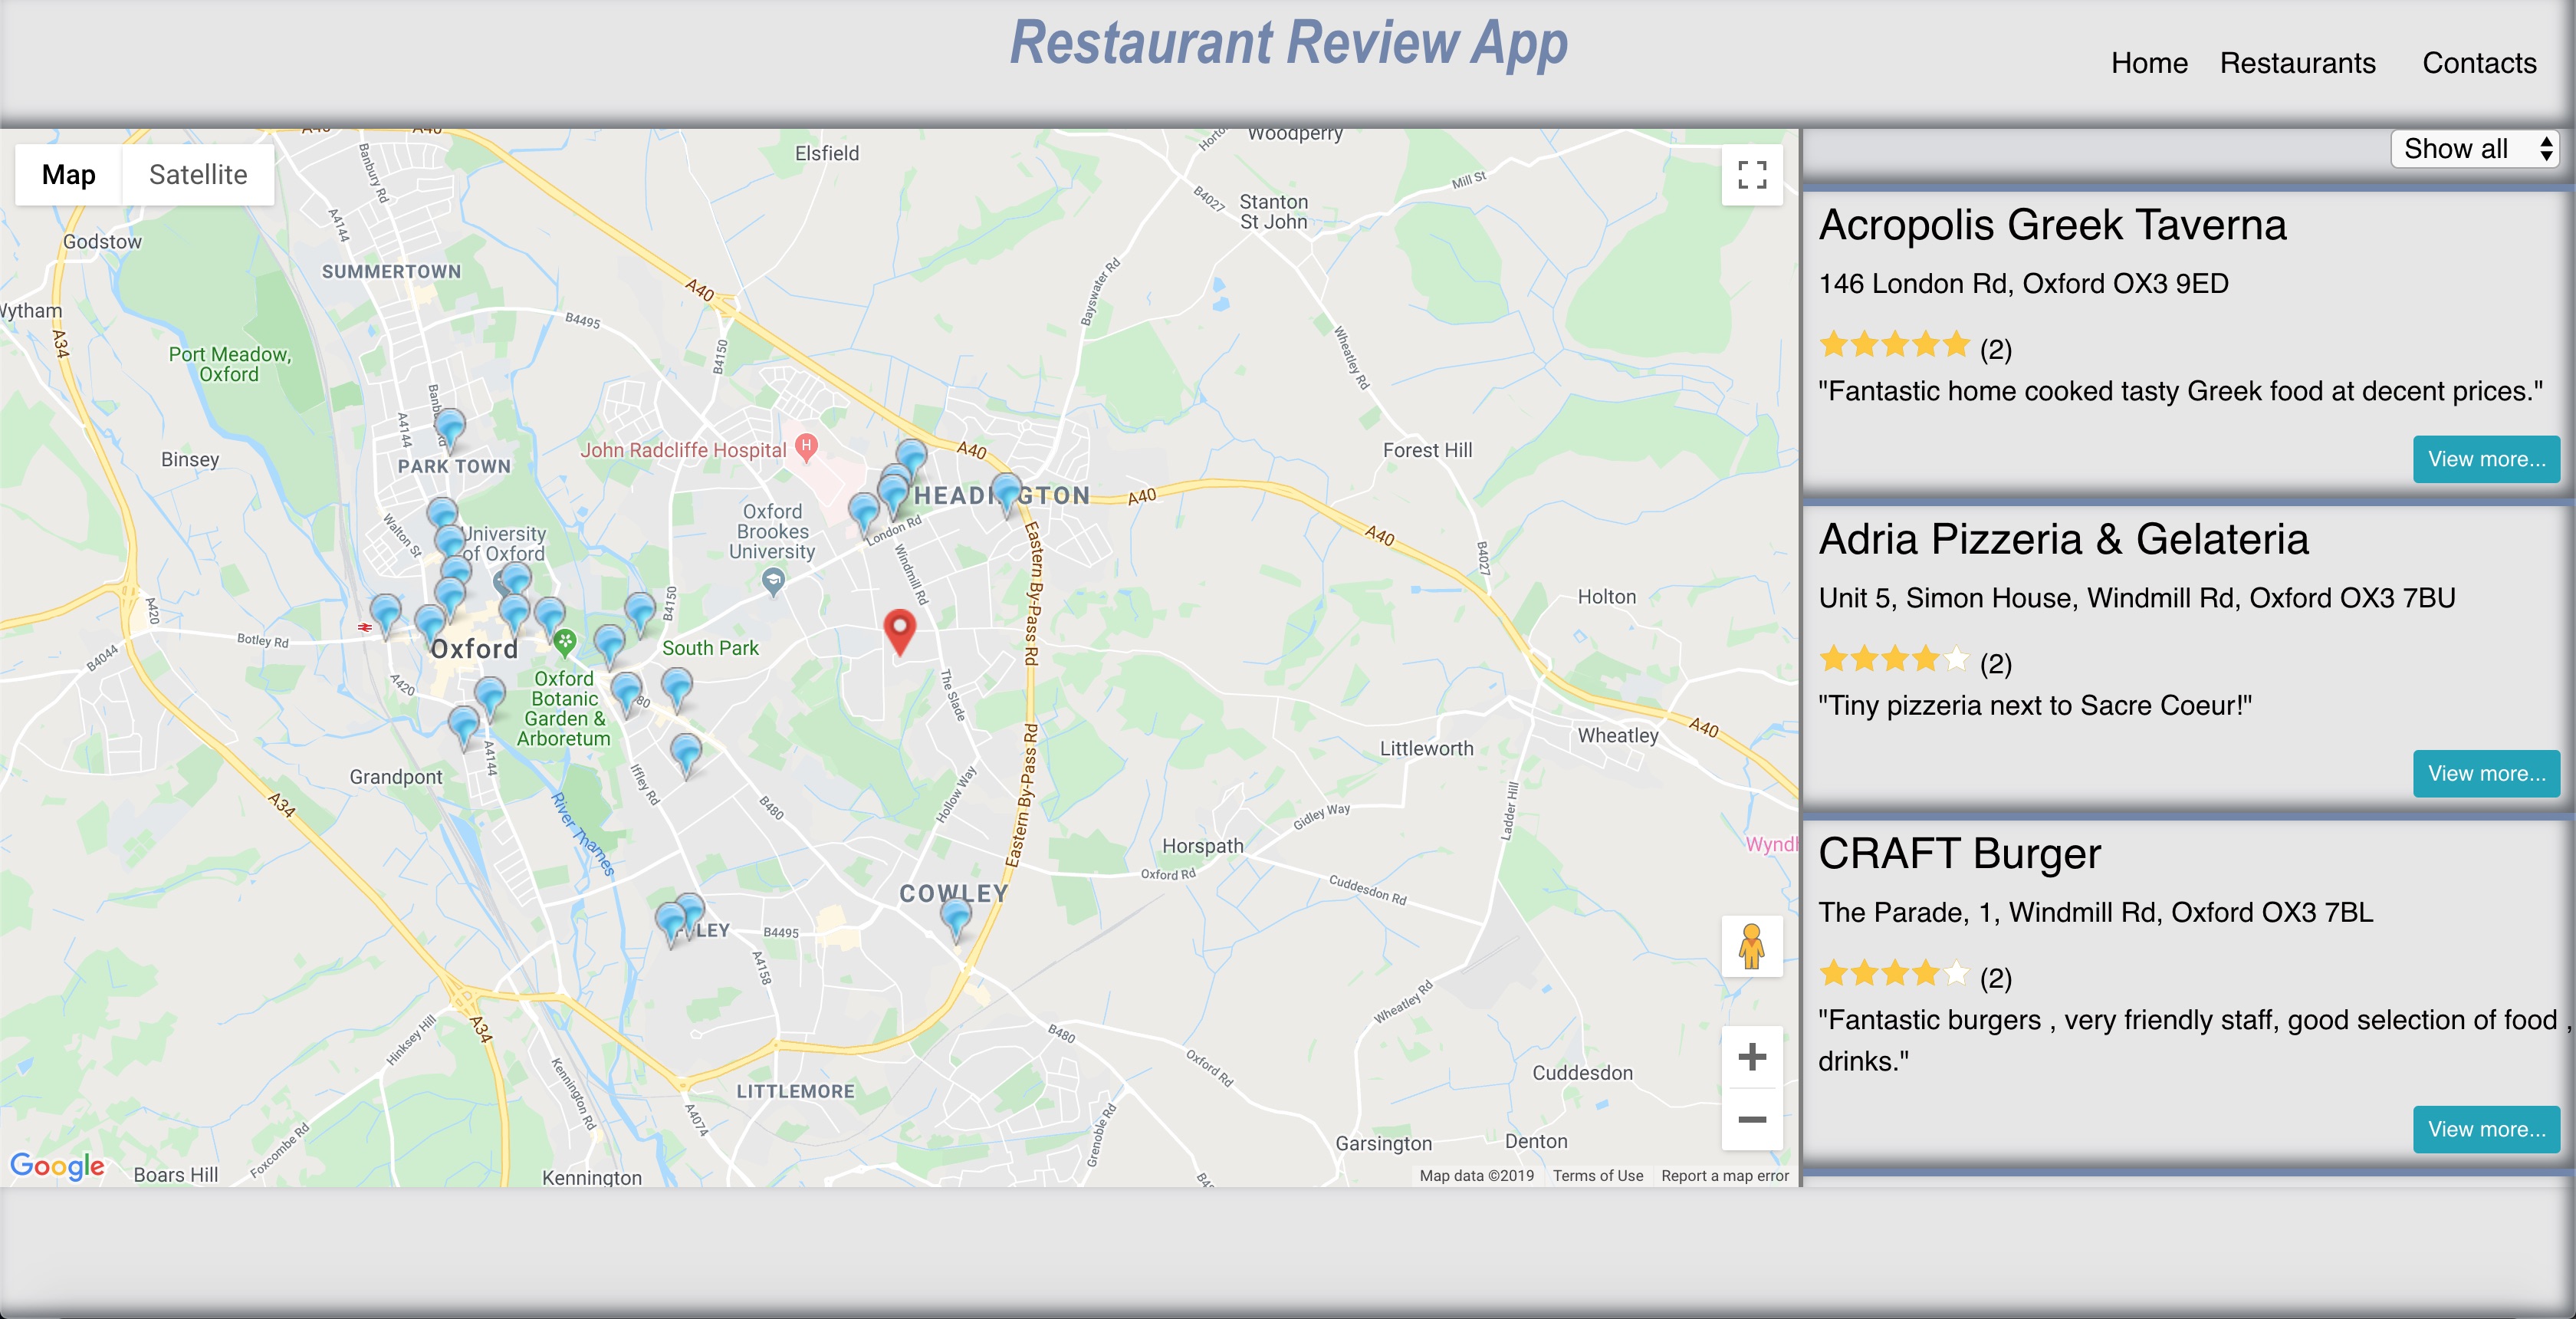 Restaurant Review App
Home Restaurants Contacts
Map Satellite
Show all
Acropolis Greek Taverna
146 London Rd, Oxford OX3 9ED
(2)
"Fantastic home cooked tasty Greek food at decent prices."
View more...
Adria Pizzeria & Gelateria
Unit 5, Simon House, Windmill Rd, Oxford OX3 7BU
(2)
"Tiny pizzeria next to Sacre Coeur!"
View more...
CRAFT Burger
The Parade, 1, Windmill Rd, Oxford OX3 7BL
(2)
"Fantastic burgers , very friendly staff, good selection of food ,
drinks."
View more...
A40
A40
Woodperry
Elsfield
Banbury Rd
Mill St
B4027
Stanton
St John
A4144
Godstow
SUMMERTOWN
Bayswater Rd
A40
B4495
A34
B4150
Wheatley Rd
Port Meadow,
Oxford
A4144
PARK TOWN
Binsey
John Radcliffe Hospital
H
A40
Forest Hill
HEADINGTON
A40
Walton St
University
of Oxford
Oxford
Brookes
University
London Rd
Windmill Rd
Eastern By-Pass Rd
A40
B4027
Holton
A420
B4150
Botley Rd
B4044
Oxford
South Park
A420
Oxford
Botanic
Garden &
Arboretum
The Slade
A40
Wheatley
Littleworth
A4144
Grandpont
Iffley Rd
B480
Hollow Way
Eastern By-Pass Rd
Ladder Hill
Gidley Way
A34
River Thames
Horspath
Oxford Rd
Cuddesdon Rd
COWLEY
B4495
A4158
Wheatley Rd
A34
Hinksey Hill
B480
Oxford Rd
Kennington Rd
LITTLEMORE
Cuddesdon
A4074
Grenoble Rd
Garsington
Denton
Foxcombe Rd
Boars Hill
Kennington
Google
Map data ©2019 Terms of Use Report a map error